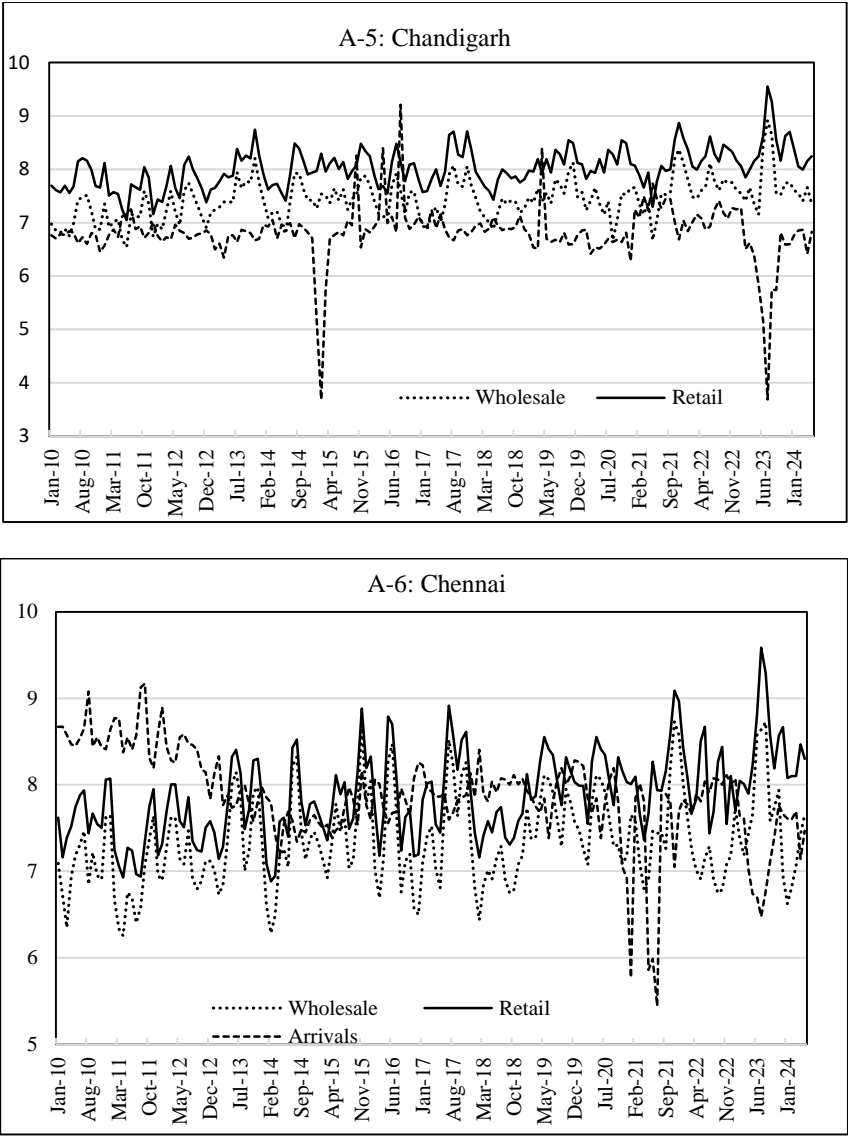 A-5: Chandigarh
10
9
8
7
6
5
4
3
Wholesale Retail
Jan-10 Aug-10 Mar-11 Oct-11 May-12 Dec-12 Jul-13 Feb-14 Sep-14 Apr-15 Nov-15 Jun-16 Jan-17 Aug-17 Mar-18 Oct-18 May-19 Dec-19 Jul-20 Feb-21 Sep-21 Apr-22 Nov-22 Jun-23 Jan-24
A-6: Chennai
10
9
8
7
6
5
Wholesale Retail
Arrivals
Jan-10 Aug-10 Mar-11 Oct-11 May-12 Dec-12 Jul-13 Feb-14 Sep-14 Apr-15 Nov-15 Jun-16 Jan-17 Aug-17 Mar-18 Oct-18 May-19 Dec-19 Jul-20 Feb-21 Sep-21 Apr-22 Nov-22 Jun-23 Jan-24